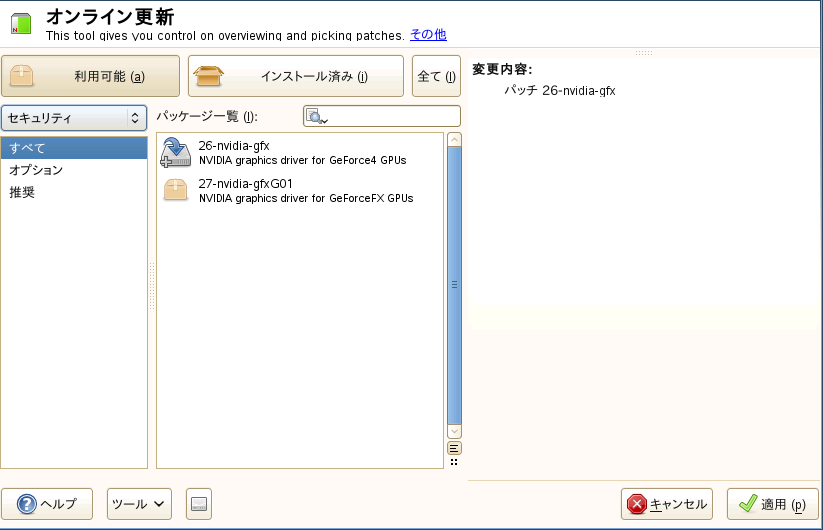 オンライン更新
This tool gives you control on overviewing and picking patches. その他
利用可能 (a)
インストール済み (i)
全て (l)
変更内容:
パッチ 26-nvidia-gfx
セキュリティ
パッケージ一覧 (l):
すべて
オプション
推奨
26-nvidia-gfx
NVIDIA graphics driver for GeForce4 GPUs
27-nvidia-gfxG01
NVIDIA graphics driver for GeForceFX GPUs
ヘルプ
ツール
キャンセル
適用 (p)